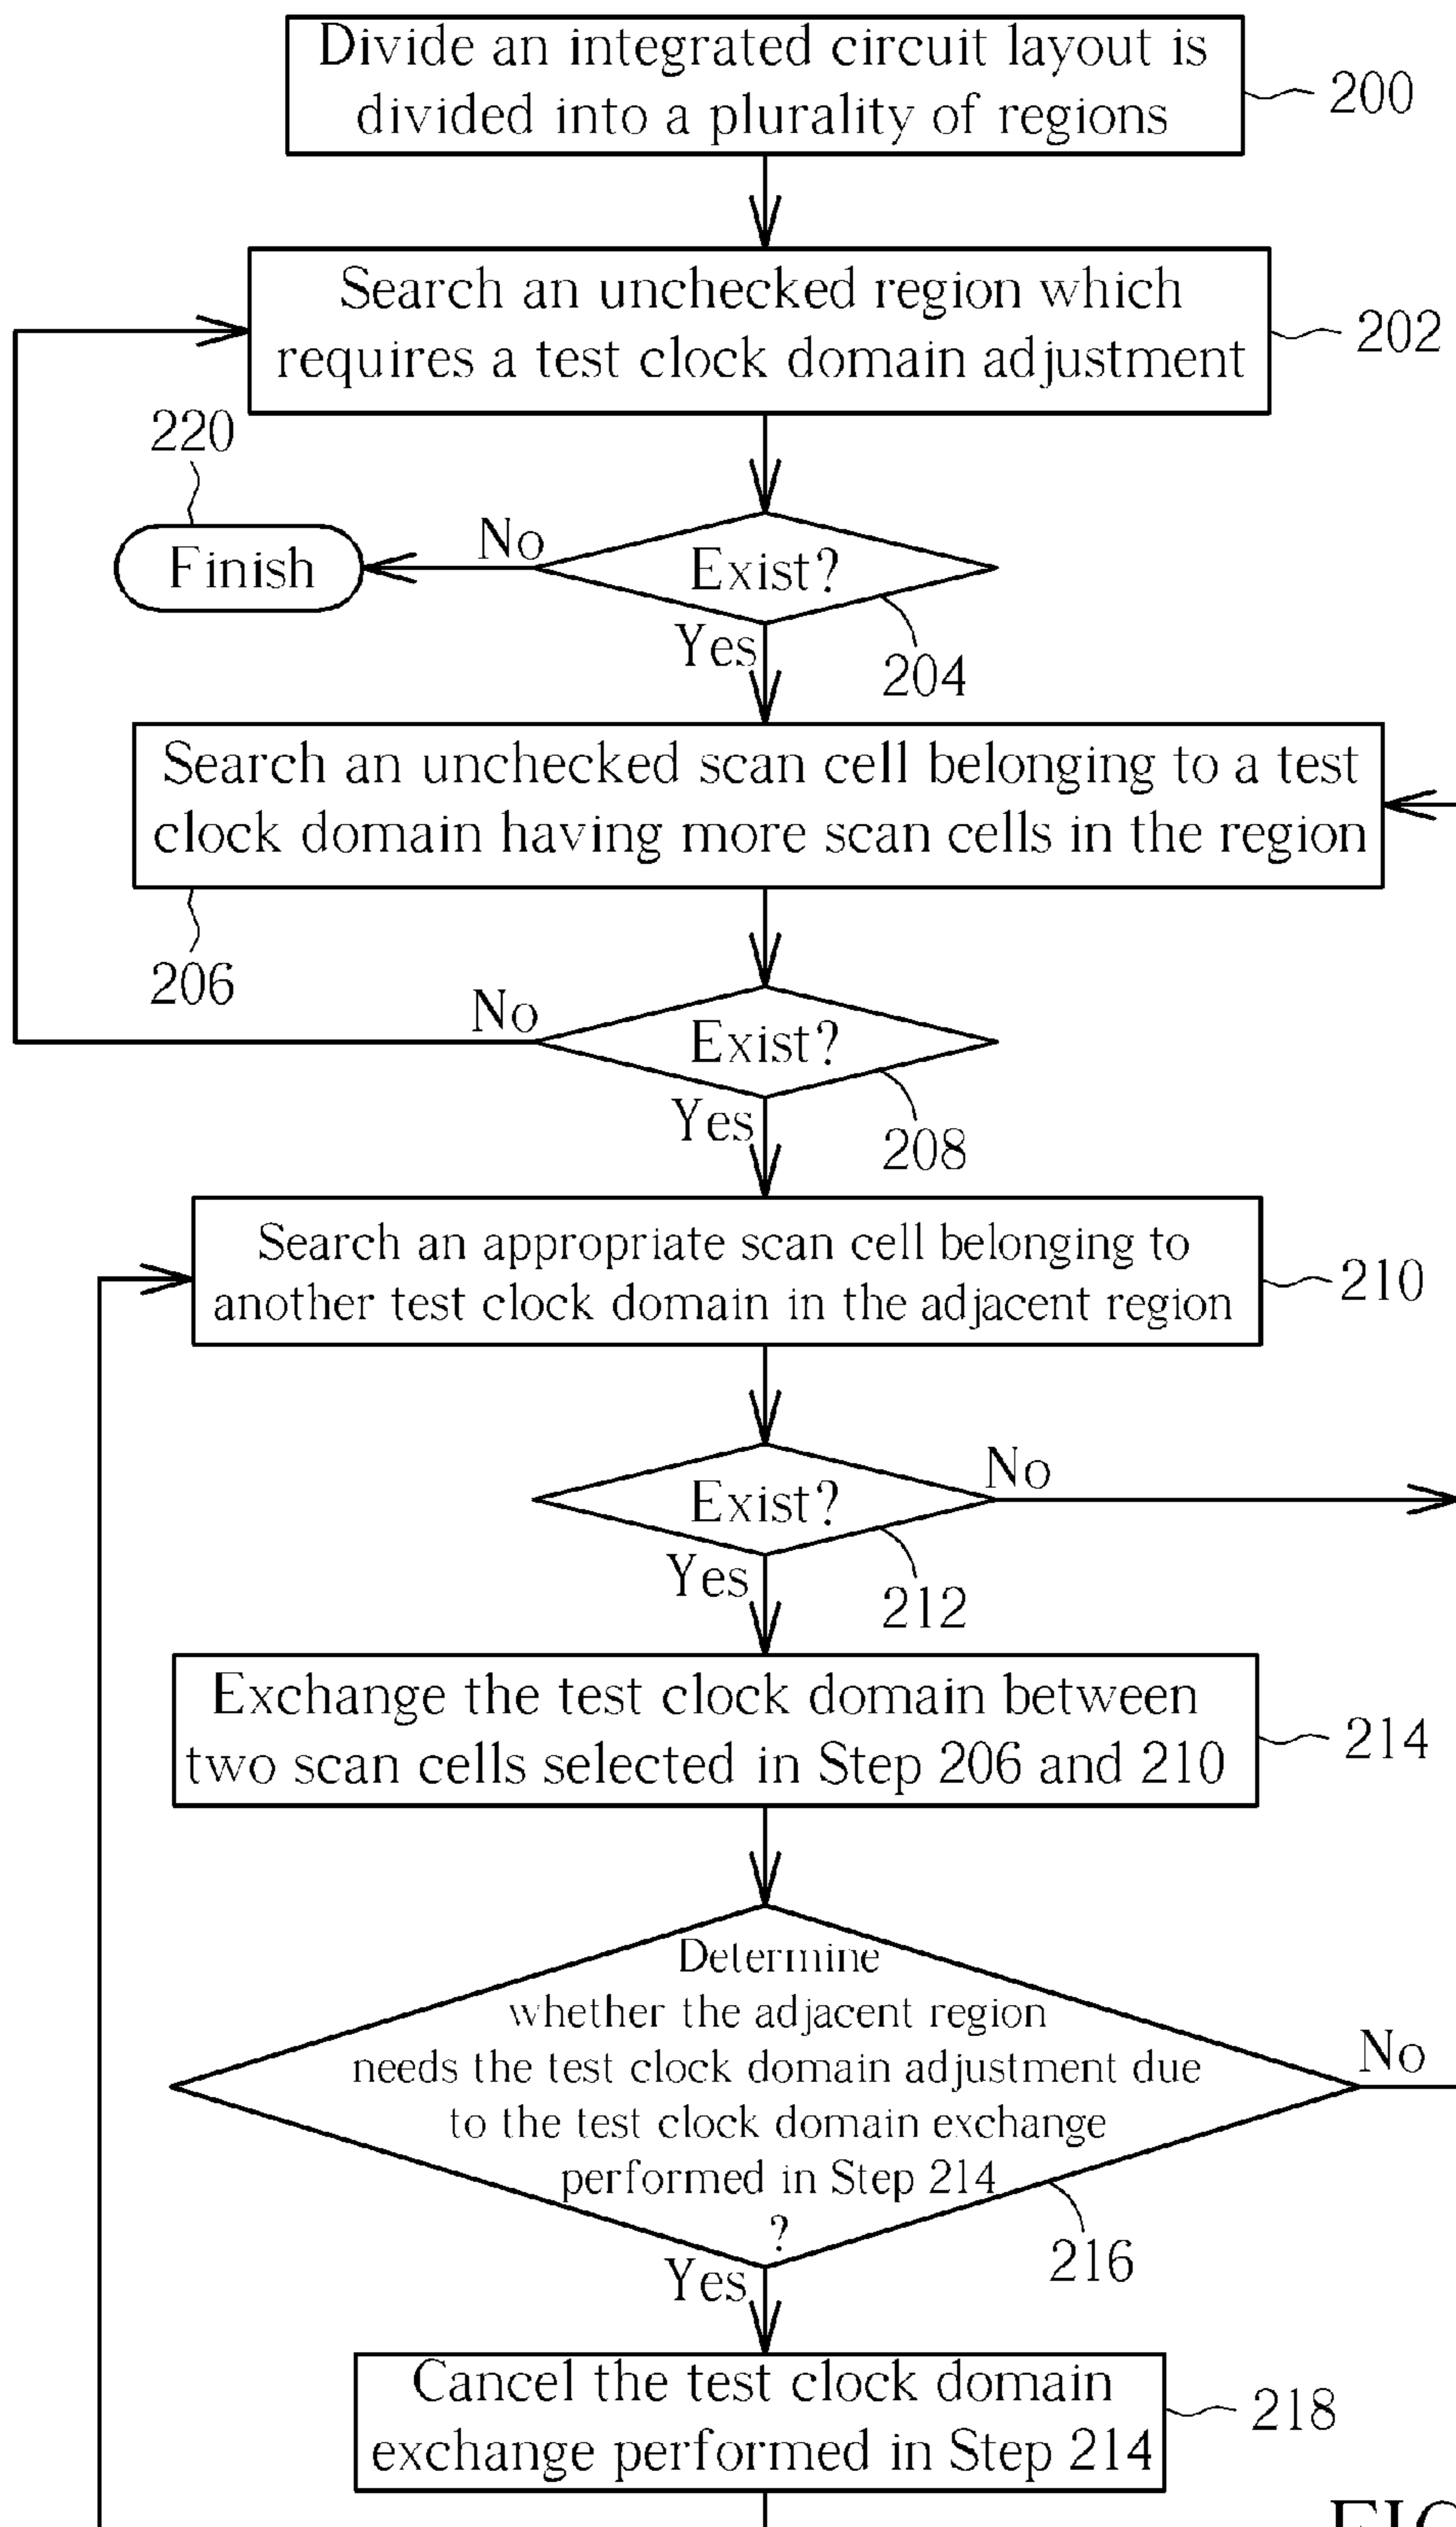 Divide an integrated circuit layout is
divided into a plurality of regions
200
Search an unchecked region which
requires a test clock domain adjustment
202
220
Finish
No
Exist?
204
Yes
Search an unchecked scan cell belonging to a test
clock domain having more scan cells in the region
206
No
Exist?
208
Yes
Search an appropriate scan cell belonging to
another test clock domain in the adjacent region
210
Exist?
No
212
Yes
Exchange the test clock domain between
two scan cells selected in Step 206 and 210
214
Determine
whether the adjacent region
needs the test clock domain adjustment due
to the test clock domain exchange
performed in Step 214
?
No
216
Yes
Cancel the test clock domain
exchange performed in Step 214
218